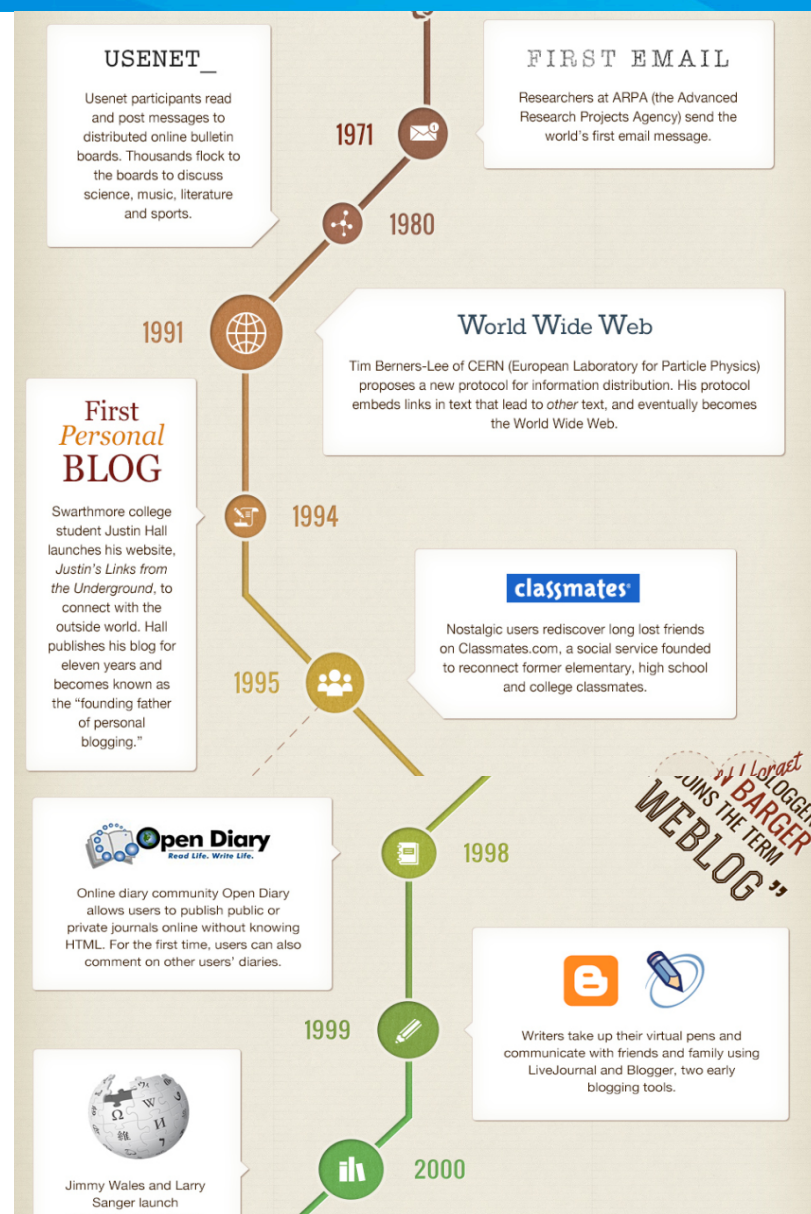 USENET_
Usenet participants read
and post messages to
distributed online bulletin
boards. Thousands flock to
the boards to discuss
science, music, literature
and sports.
FIRST EMAIL
Researchers at ARPA (the Advanced
Research Projects Agency) send the
world's first email message.
1971
1980
1991
World Wide Web
Tim Berners-Lee of CERN (European Laboratory for Particle Physics)
proposes a new protocol for information distribution. His protocol
embeds links in text that lead to other text, and eventually becomes
the World Wide Web.
First
Personal
BLOG
Swarthmore college
student Justin Hall
launches his website,
Justin's Links from
the Underground, to
connect with the
outside world. Hall
publishes his blog for
eleven years and
becomes known as
the “founding father
of personal
blogging.”
1994
classmates
Nostalgic users rediscover long lost friends
on Classmates.com, a social service founded
to reconnect former elementary, high school
and college classmates.
1995
BLOGGER
BARGER
JOINS THE TERM
WEBLOG ”
Open Diary
Read Life. Write Life.
Online diary community Open Diary
allows users to publish public or
private journals online without knowing
HTML. For the first time, users can also
comment on other users' diaries.
1998
1999
Writers take up their virtual pens and
communicate with friends and family using
LiveJournal and Blogger, two early
blogging tools.
Ω W И 維 7
Jimmy Wales and Larry
Sanger launch
2000